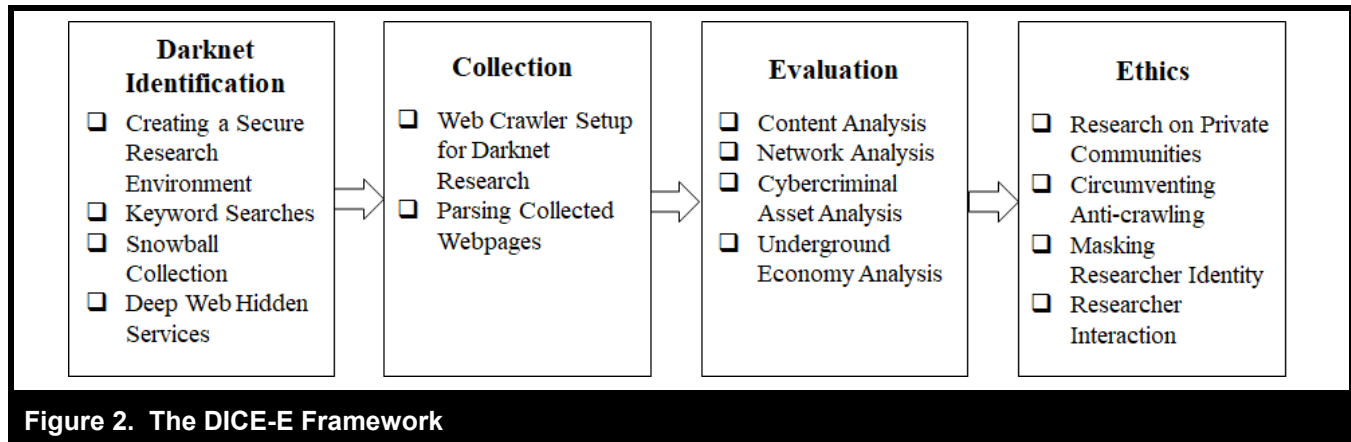 Darknet
Identification
❑ Creating a Secure
Research
Environment
❑ Keyword Searches
❑ Snowball
Collection
❑ Deep Web Hidden
Services
Collection
❑ Web Crawler Setup
for Darknet
Research
❑ Parsing Collected
Webpages
Evaluation
❑ Content Analysis
❑ Network Analysis
❑ Cybercriminal
Asset Analysis
❑ Underground
Economy Analysis
Ethics
❑ Research on Private
Communities
❑ Circumventing
Anti-crawling
❑ Masking
Researcher Identity
❑ Researcher
Interaction
Figure 2. The DICE-E Framework